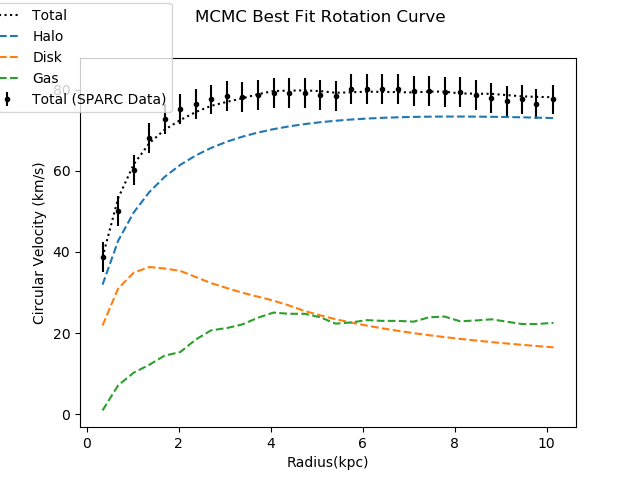 MCMC Best Fit Rotation Curve
Total
Halo
Disk
Gas
Total (SPARC Data)
80
60
40
20
0
Circular Velocity (km/s)
0 2 4 6 8 10
Radius(kpc)